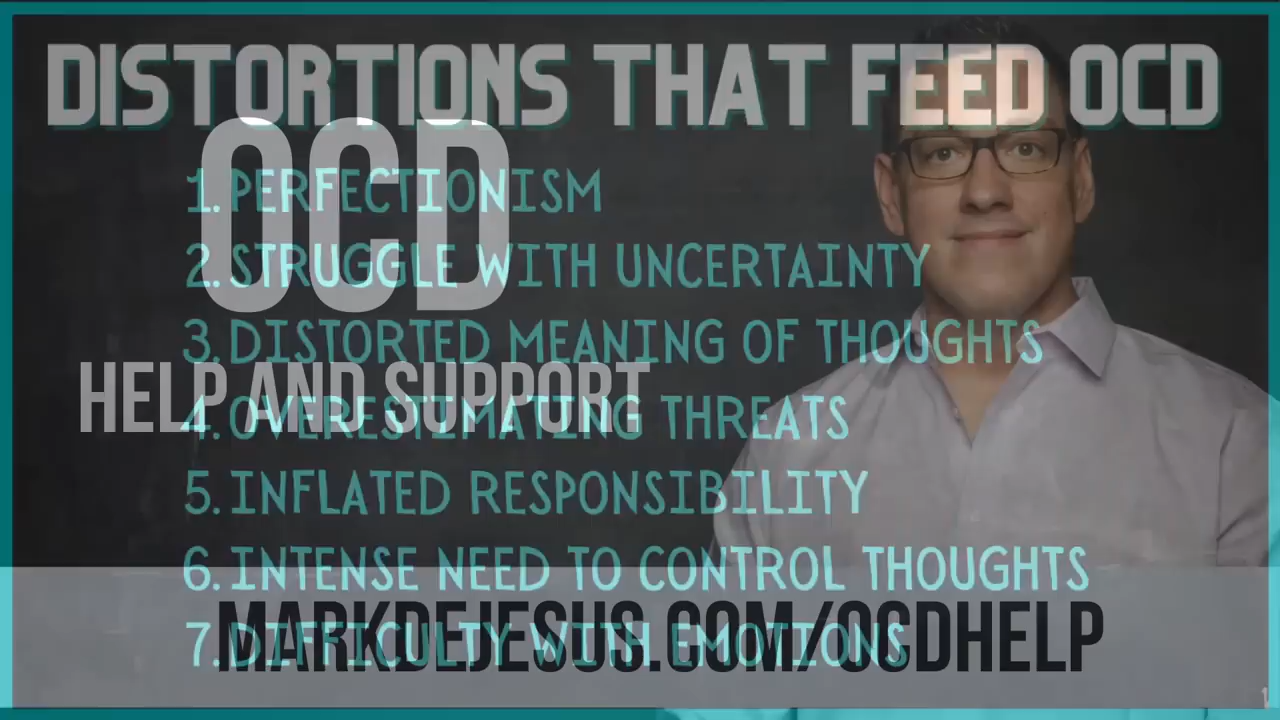 DISTORTIONS THAT FEED OCD
OCD
1. PERFECTIONISM
2. STRUGGLE WITH UNCERTAINTY
3. DISTORTED MEANING OF THOUGHTS
HELP AND SUPPORT
4. OVERESTIMATING THREATS
5. INFLATED RESPONSIBILITY
6. INTENSE NEED TO CONTROL THOUGHTS
MARKDEJESUS.COM/OCDHELP
7. DIFFICULTY WITH EMOTIONS